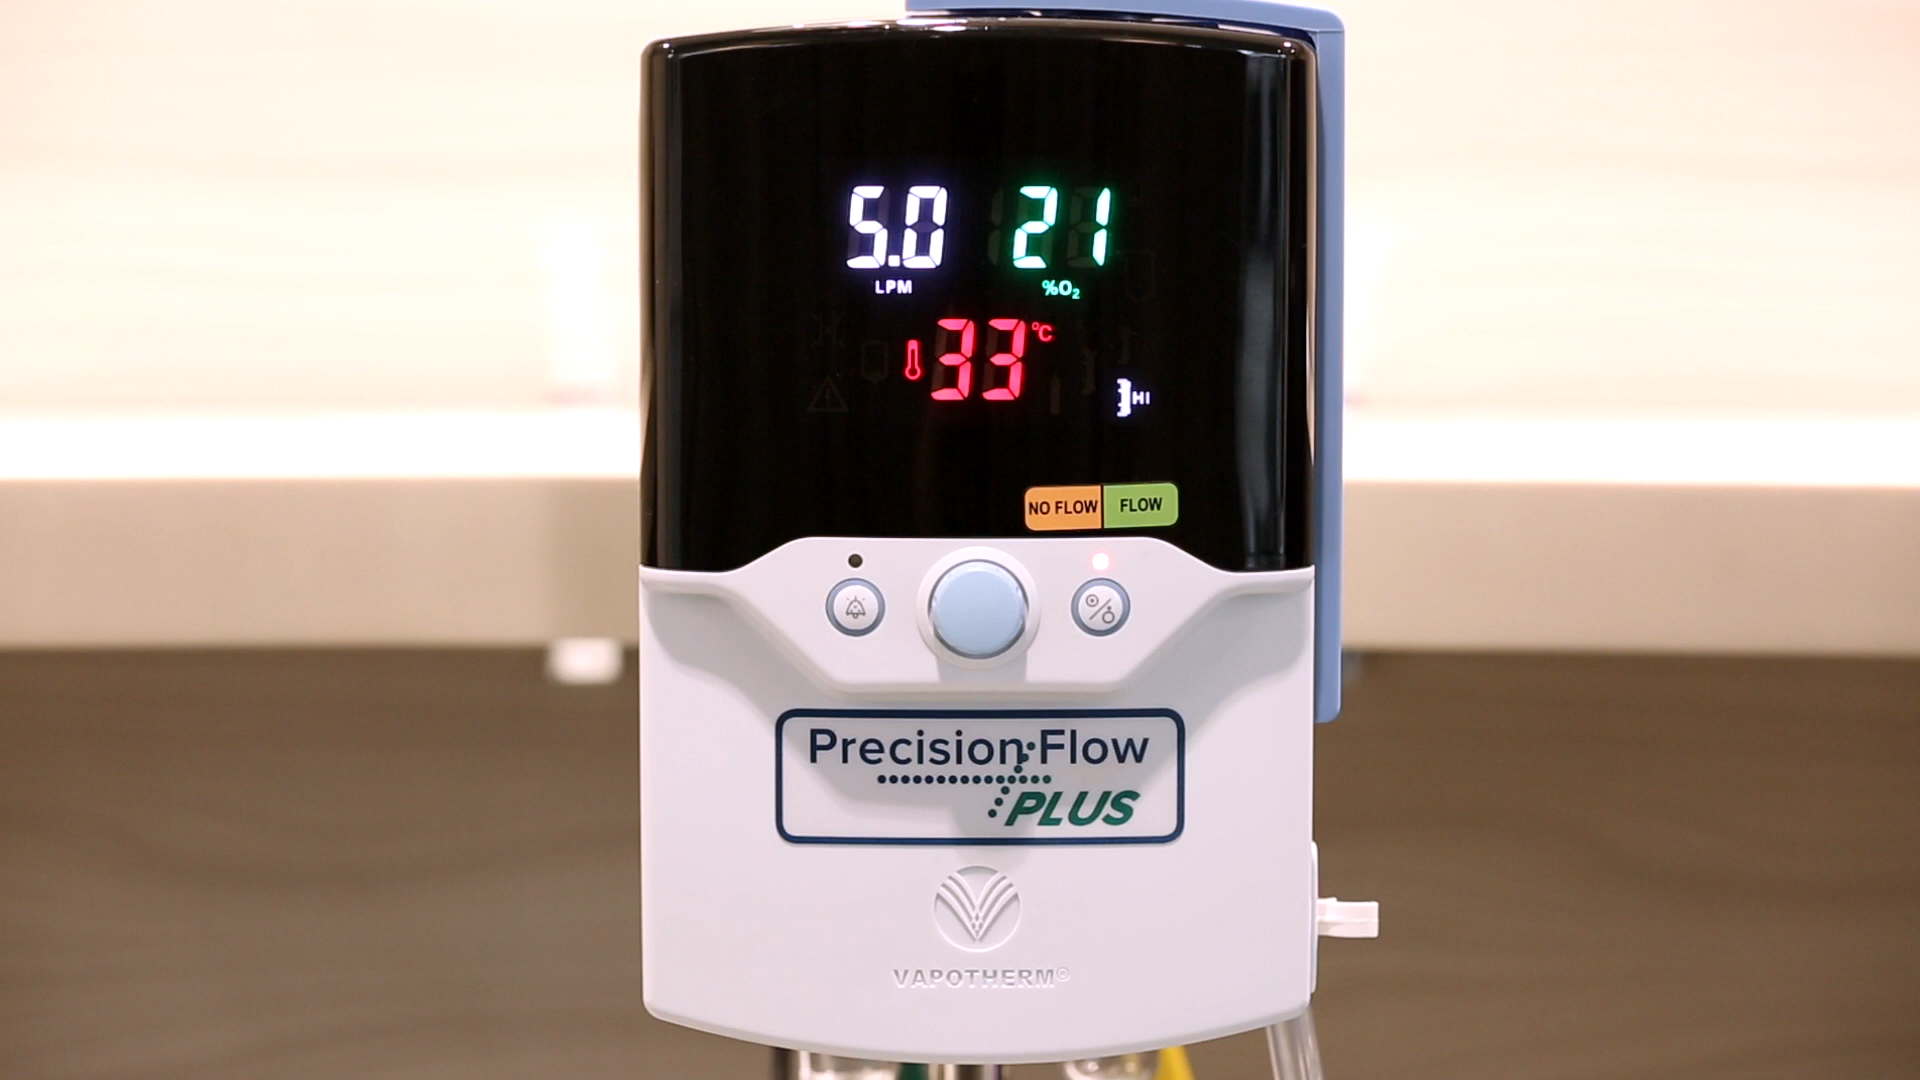 5.0 21
LPM %O₂
33 °C
HI
NO FLOW FLOW
Precision Flow
PLUS
VAPOTHERM®